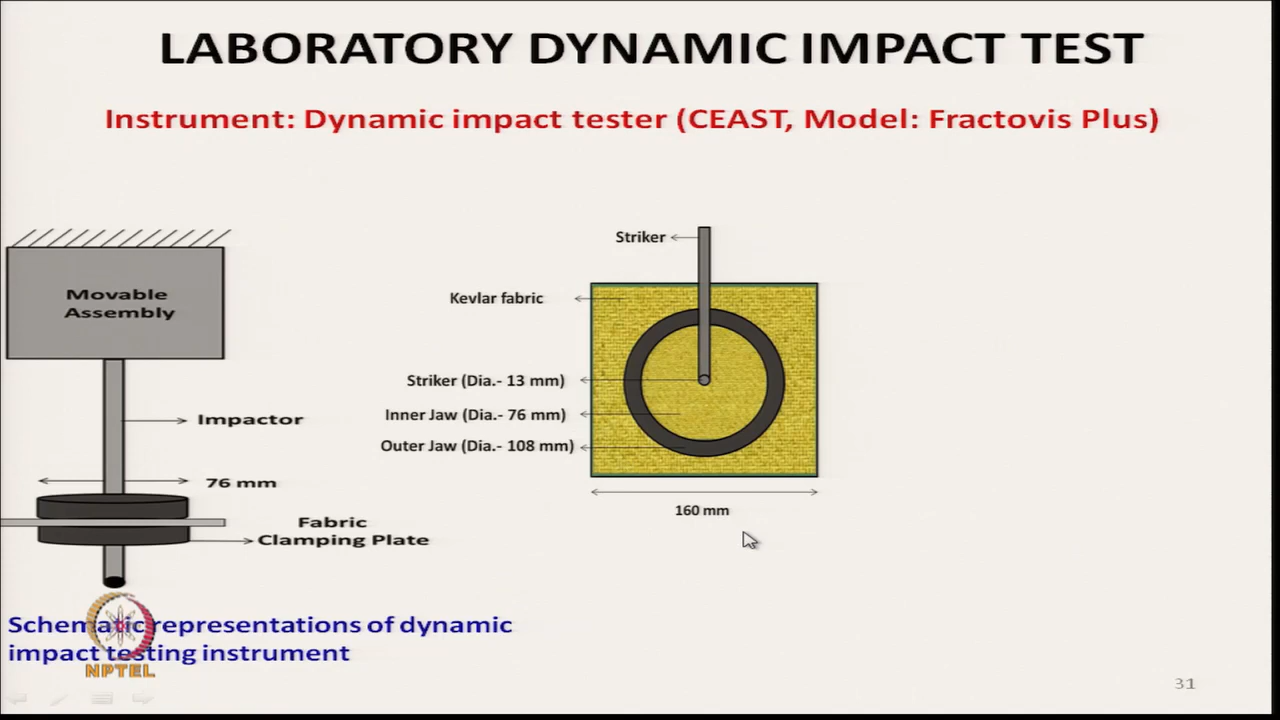 LABORATORY DYNAMIC IMPACT TEST
Instrument: Dynamic impact tester (CEAST, Model: Fractovis Plus)
Movable
Assembly
Impactor
76 mm
Fabric
Clamping Plate
Striker
Kevlar fabric
Striker (Dia.- 13 mm)
Inner Jaw (Dia.- 76 mm)
Outer Jaw (Dia.- 108 mm)
160 mm
Schematic representations of dynamic
impact testing instrument
NPTEL
31